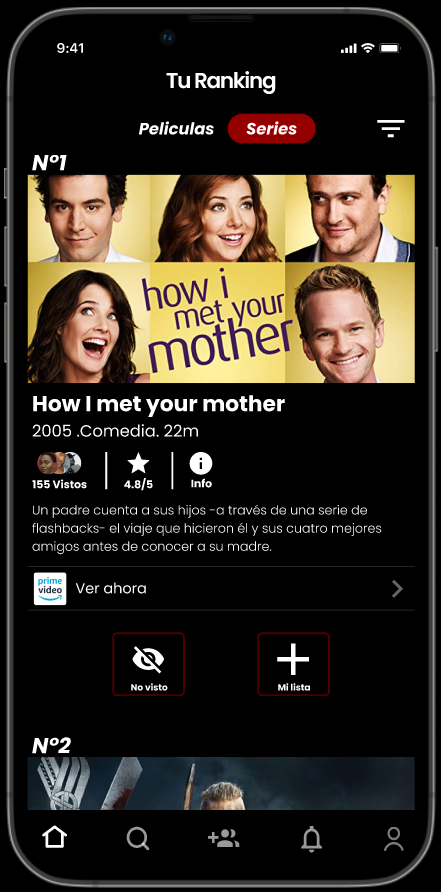 9:41
Tu Ranking
Peliculas Series
Nº1
how i
met your
mother
How I met your mother
2005 .Comedia. 22m
155 Vistos 4.8/5 Info
Un padre cuenta a sus hijos -a través de una serie de
flashbacks- el viaje que hicieron él y sus cuatro mejores
amigos antes de conocer a su madre.
prime
video
Ver ahora
No visto Mi lista
Nº2